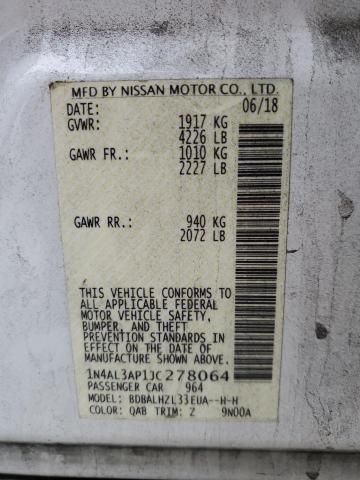 MFD BY NISSAN MOTOR CO., LTD.
DATE: 06/18
GVWR: 1917 KG
4226 LB
GAWR FR.: 1010 KG
2227 LB
GAWR RR.: 940 KG
2072 LB
THIS VEHICLE CONFORMS TO
ALL APPLICABLE FEDERAL
MOTOR VEHICLE SAFETY,
BUMPER, AND THEFT
PREVENTION STANDARDS
IN EFFECT ON THE DATE OF
MANUFACTURE SHOWN ABOVE.
1N4AL3AP1JC278064
PASSENGER CAR 964
MODEL: BDBALHZL33EUA--H-H
COLOR: QAB TRIM: Z 9N00A